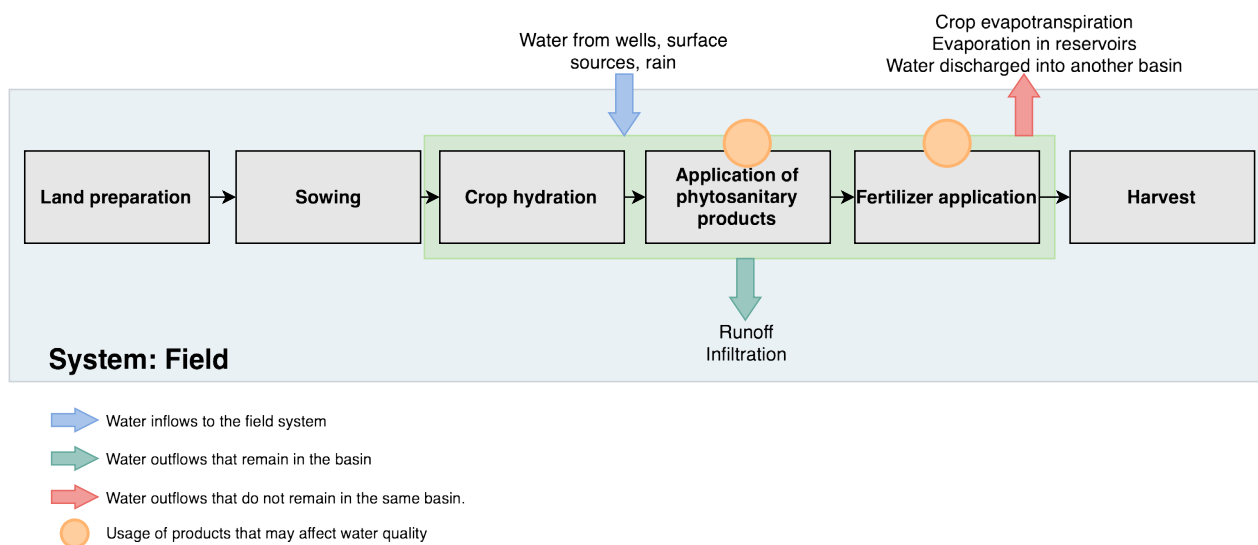 Crop evapotranspiration
Evaporation in reservoirs
Water discharged into another basin
Water from wells, surface
sources, rain
Land preparation
Sowing
Crop hydration
Application of
phytosanitary
products
Fertilizer application
Harvest
Runoff
Infiltration
System: Field
Water inflows to the field system
Water outflows that remain in the basin
Water outflows that do not remain in the same basin.
Usage of products that may affect water quality